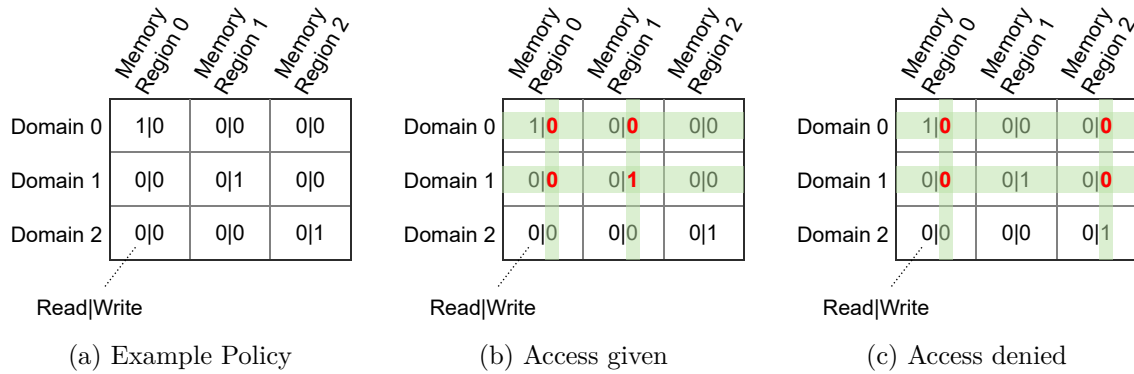 Memory
Region 0
Memory
Region 1
Memory
Region 2
Domain 0 1|0 0|0 0|0
Domain 1 0|0 0|1 0|0
Domain 2 0|0 0|0 0|1
Read|Write
(a) Example Policy
Memory
Region 0
Memory
Region 1
Memory
Region 2
Domain 0 1|0 0|0 0|0
Domain 1 0|0 0|1 0|0
Domain 2 0|0 0|0 0|1
Read|Write
(b) Access given
Memory
Region 0
Memory
Region 1
Memory
Region 2
Domain 0 1|0 0|0 0|0
Domain 1 0|0 0|1 0|0
Domain 2 0|0 0|0 0|1
Read|Write
(c) Access denied